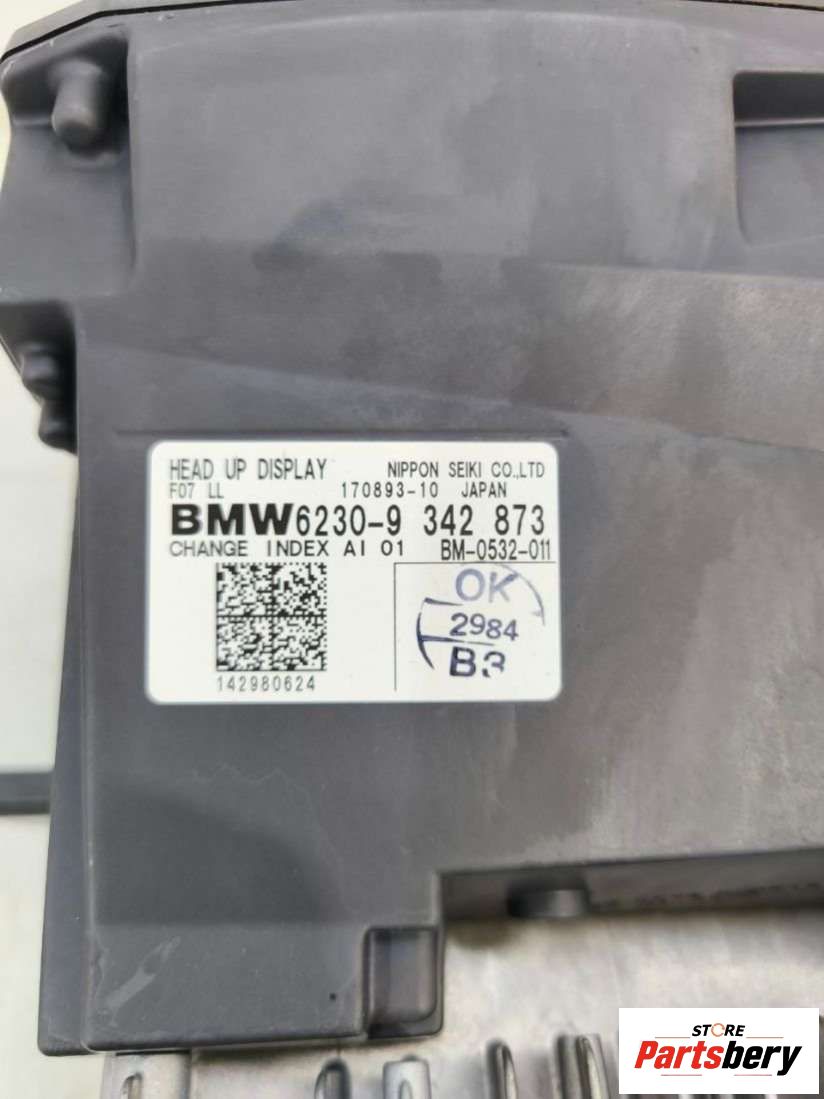 HEAD UP DISPLAY NIPPON SEIKI CO.,LTD
F07 LL 170893-10 JAPAN
BMW6230-9 342 873
CHANGE INDEX AI 01 BM-0532-011
OK
2984
B3
142980624
STORE
Partsbery